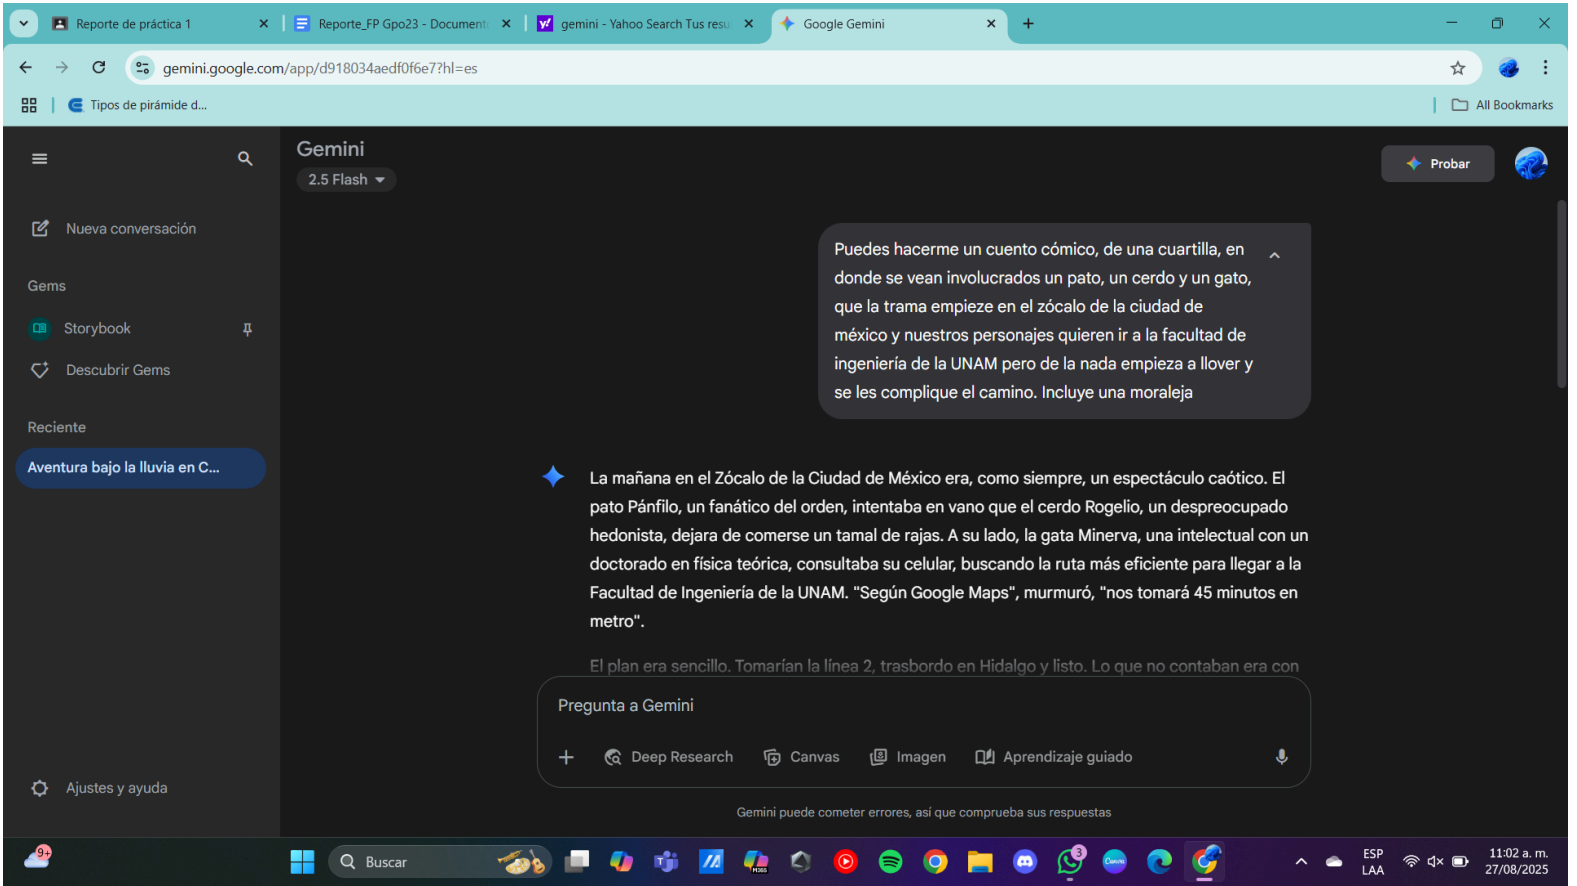 Reporte de práctica 1
Reporte_FP Gpo23 - Document
gemini - Yahoo Search Tus resu
Google Gemini
gemini.google.com/app/d918034aedf0f6e7?hl=es
Tipos de pirámide d...
All Bookmarks
Gemini
2.5 Flash
Probar
Nueva conversación
Gems
Storybook
Descubrir Gems
Reciente
Aventura bajo la lluvia en C...
Puedes hacerme un cuento cómico, de una cuartilla, en
donde se vean involucrados un pato, un cerdo y un gato,
que la trama empieze en el zócalo de la ciudad de
méxico y nuestros personajes quieren ir a la facultad de
ingeniería de la UNAM pero de la nada empieza a llover y
se les complique el camino. Incluye una moraleja
La mañana en el Zócalo de la Ciudad de México era, como siempre, un espectáculo caótico. El
pato Pánfilo, un fanático del orden, intentaba en vano que el cerdo Rogelio, un despreocupado
hedonista, dejara de comerse un tamal de rajas. A su lado, la gata Minerva, una intelectual con un
doctorado en física teórica, consultaba su celular, buscando la ruta más eficiente para llegar a la
Facultad de Ingeniería de la UNAM. "Según Google Maps", murmuró, "nos tomará 45 minutos en
metro".
El plan era sencillo. Tomarían la línea 2, trasbordo en Hidalgo y listo. Lo que no contaban era con
Pregunta a Gemini
Deep Research
Canvas
Imagen
Aprendizaje guiado
Gemini puede cometer errores, así que comprueba sus respuestas
Ajustes y ayuda
9+
Buscar
M365
3
Canva
ESP
LAA
11:02 a. m.
27/08/2025